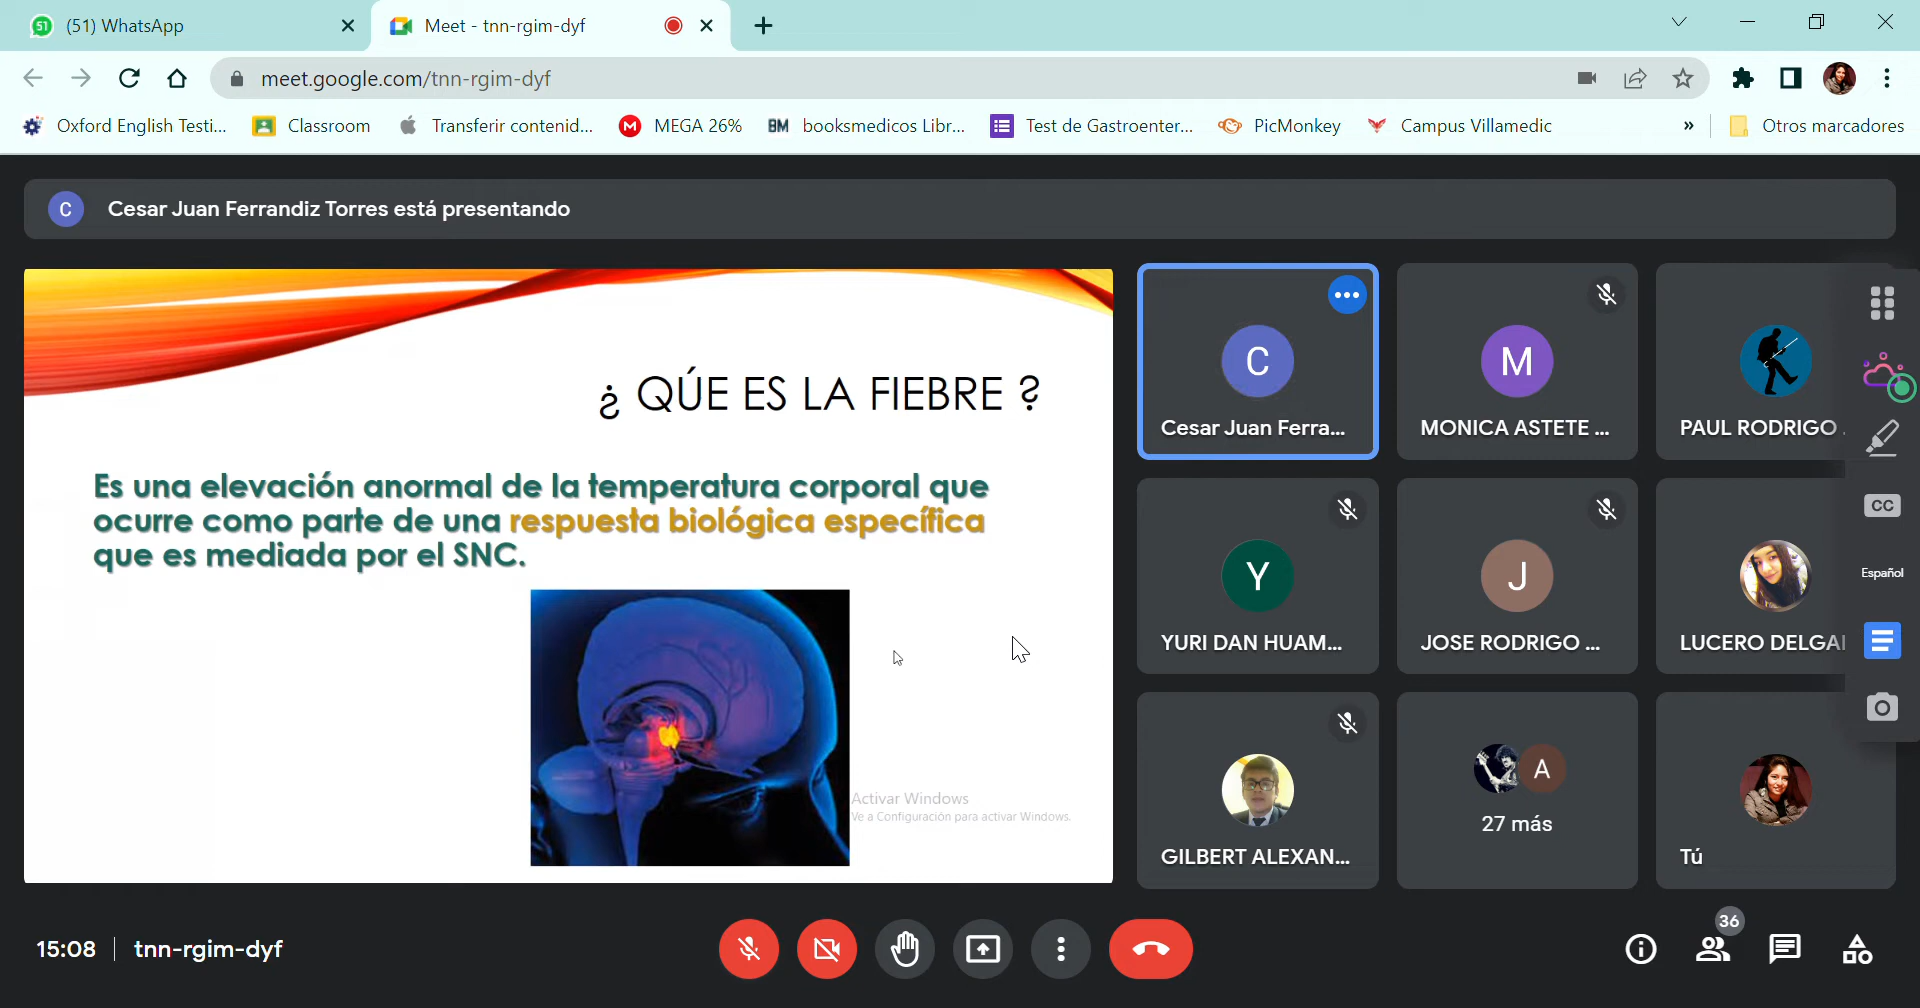 51
(51) WhatsApp
Meet - tnn-rgim-dyf
meet.google.com/tnn-rgim-dyf
Oxford English Testi...
Classroom
Transferir contenid...
MEGA 26%
BM booksmedicos Libr...
Test de Gastroenter...
PicMonkey
Campus Villamedic
»
Otros marcadores
C Cesar Juan Ferrandiz Torres está presentando
¿ QÚE ES LA FIEBRE ?
Es una elevación anormal de la temperatura corporal que
ocurre como parte de una respuesta biológica específica
que es mediada por el SNC.
Activar Windows
Ve a Configuración para activar Windows.
C
Cesar Juan Ferra...
M
MONICA ASTETE ...
PAUL RODRIGO .
Y
YURI DAN HUAM...
J
JOSE RODRIGO ...
LUCERO DELGA
GILBERT ALEXAN...
A
27 más
Tú
CC
Español
15:08 | tnn-rgim-dyf
36